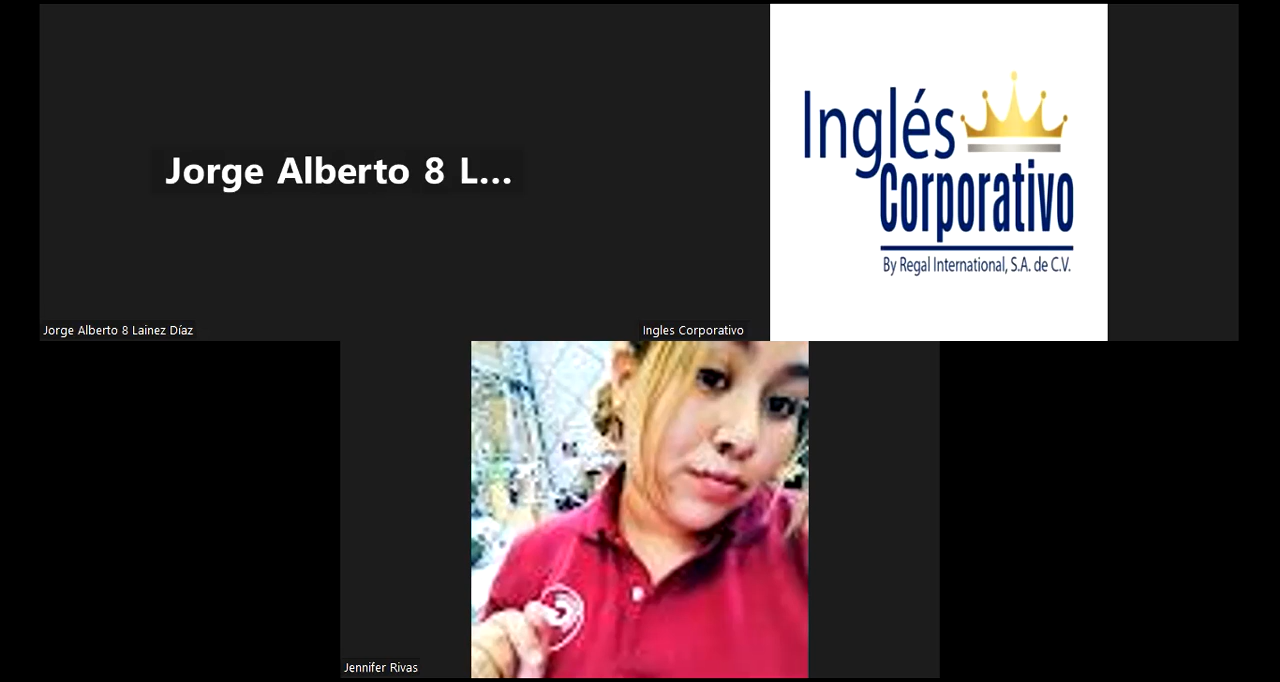 Jorge Alberto 8 L...
Jorge Alberto 8 Lainez Díaz
Inglés
Corporativo
By Regal International, S.A. de C.V.
Ingles Corporativo
Jennifer Rivas